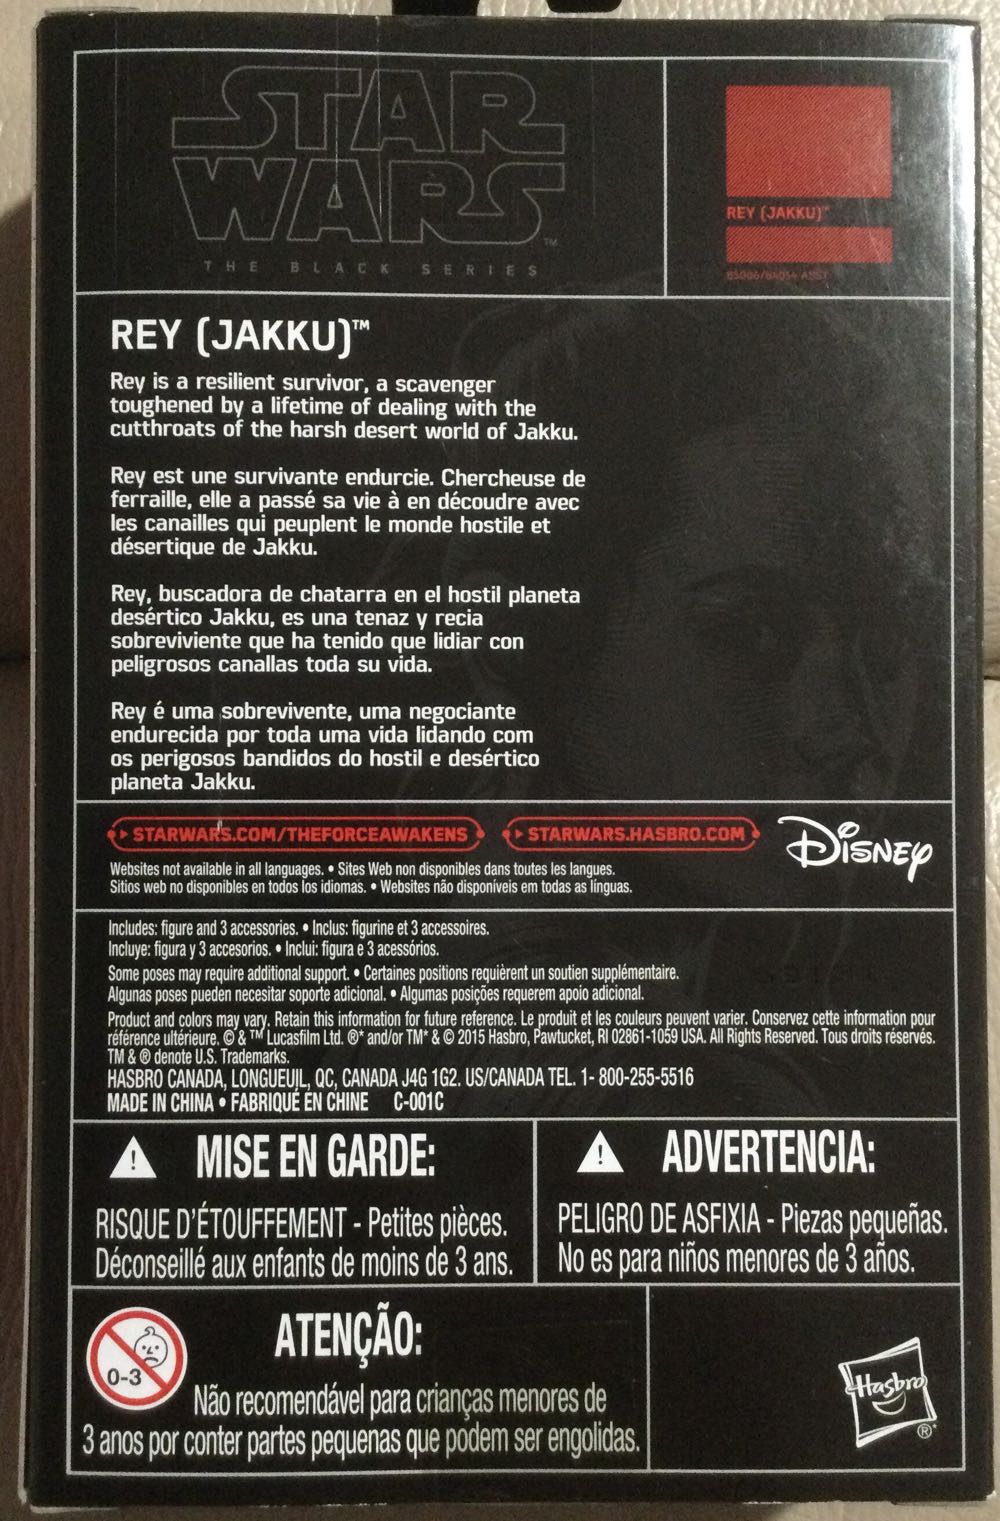 STAR
WARS™
THE BLACK SERIES
REY (JAKKU)™
B5006/B4054 ASST
REY (JAKKU)™
Rey is a resilient survivor, a scavenger
toughened by a lifetime of dealing with the
cutthroats of the harsh desert world of Jakku.
Rey est une survivante endurcie. Chercheuse de
ferraille, elle a passé sa vie à en découdre avec
les canailles qui peuplent le monde hostile et
désertique de Jakku.
Rey, buscadora de chatarra en el hostil planeta
desértico Jakku, es una tenaz y recia
sobreviviente que ha tenido que lidiar con
peligrosos canallas toda su vida.
Rey é uma sobrevivente, uma negociante
endurecida por toda uma vida lidando com
os perigosos bandidos do hostil e desértico
planeta Jakku.
STARWARS.COM/THEFORCEAWAKENS STARWARS.HASBRO.COM Disney
Websites not available in all languages. • Sites Web non disponibles dans toutes les langues.
Sitios web no disponibles en todos los idiomas. • Websites não disponíveis em todas as línguas.
Includes: figure and 3 accessories. • Inclus: figurine et 3 accessoires.
Incluye: figura y 3 accesorios. • Inclui: figura e 3 acessórios.
Some poses may require additional support. • Certaines positions requièrent un soutien supplémentaire.
Algunas poses pueden necesitar soporte adicional. • Algumas posições requerem apoio adicional.
Product and colors may vary. Retain this information for future reference. Le produit et les couleurs peuvent varier. Conservez cette information pour
référence ultérieure. © & ™ Lucasfilm Ltd. ®* and/or TM* & © 2015 Hasbro, Pawtucket, RI 02861-1059 USA. All Rights Reserved. Tous droits réservés.
TM & ® denote U.S. Trademarks.
HASBRO CANADA, LONGUEUIL, QC, CANADA J4G 1G2. US/CANADA TEL. 1- 800-255-5516
MADE IN CHINA • FABRIQUÉ EN CHINE C-001C
MISE EN GARDE:
RISQUE D'ÉTOUFFEMENT - Petites pièces.
Déconseillé aux enfants de moins de 3 ans.
ADVERTENCIA:
PELIGRO DE ASFIXIA - Piezas pequeñas.
No es para niños menores de 3 años.
0-3
ATENÇÃO:
Não recomendável para crianças menores de
3 anos por conter partes pequenas que podem ser engolidas.
Hasbro
®*